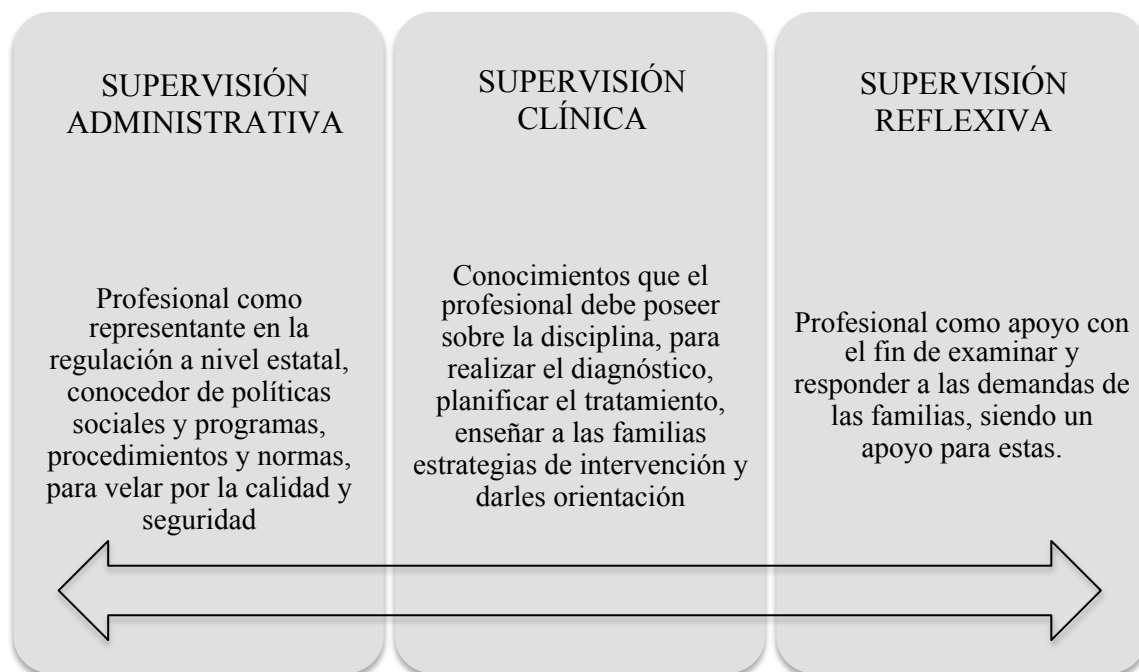 SUPERVISIÓN
ADMINISTRATIVA
Profesional como
representante en la
regulación a nivel estatal,
conocedor de políticas
sociales y programas,
procedimientos y normas,
para velar por la calidad y
seguridad
SUPERVISIÓN
CLÍNICA
Conocimientos que el
profesional debe poseer
sobre la disciplina, para
realizar el diagnóstico,
planificar el tratamiento,
enseñar a las familias
estrategias de intervención y
darles orientación
SUPERVISIÓN
REFLEXIVA
Profesional como apoyo con
el fin de examinar y
responder a las demandas de
las familias, siendo un
apoyo para estas.